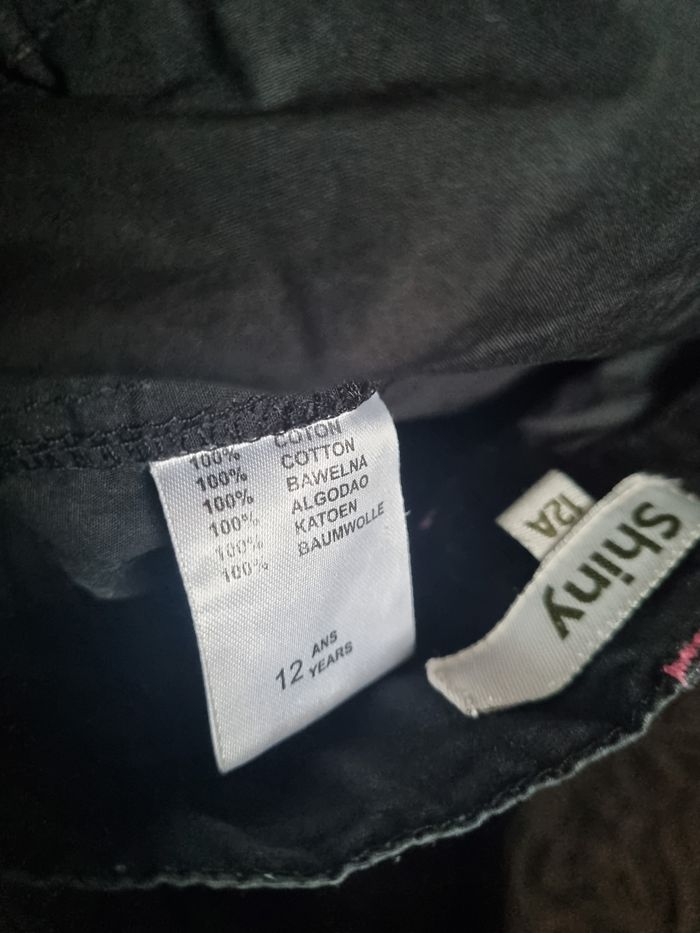 100% COTON
100% COTTON
100% BAWELNA
100% ALGODAO
100% KATOEN
100% BAUMWOLLE
12 ANS
YEARS
12A
Shiny